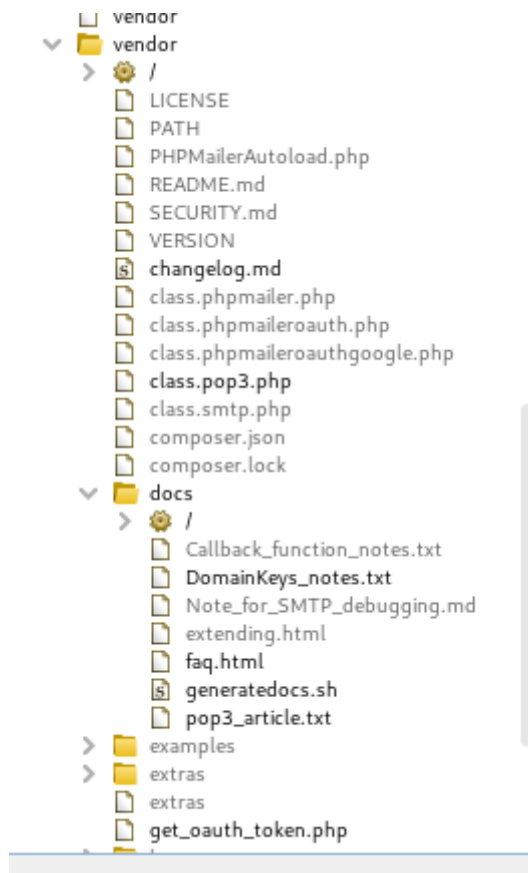 vendor
vendor
/
LICENSE
PATH
PHPMailerAutoload.php
README.md
SECURITY.md
VERSION
changelog.md
class.phpmailer.php
class.phpmaileroauth.php
class.phpmaileroauthgoogle.php
class.pop3.php
class.smtp.php
composer.json
composer.lock
docs
/
Callback_function_notes.txt
DomainKeys_notes.txt
Note_for_SMTP_debugging.md
extending.html
faq.html
generatedocs.sh
pop3_article.txt
examples
extras
extras
get_oauth_token.php